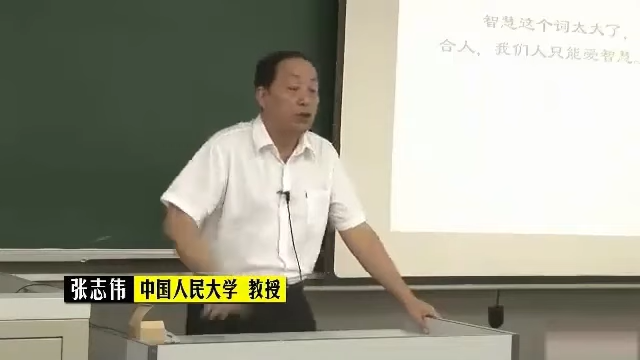 智慧这个词太大了，
合人，我们人只能爱智慧
张志伟 中国人民大学 教授